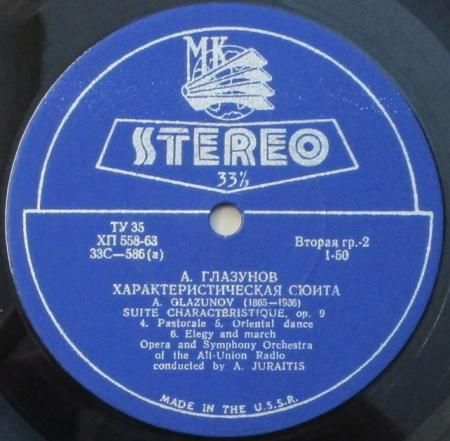 МК
STEREO
33⅓
ТУ 35
ХП 558-63
33С—586(а)
Вторая гр.-2
1-50
А. ГЛАЗУНОВ
ХАРАКТЕРИСТИЧЕСКАЯ СЮИТА
A. GLAZUNOV (1865—1936)
SUITE CHARACTÉRISTIQUE, op. 9
4. Pastorale 5. Oriental dance
6. Elegy and march
Opera and Symphony Orchestra
of the All-Union Radio
conducted by A. JURAITIS
MADE IN THE U.S.S.R.